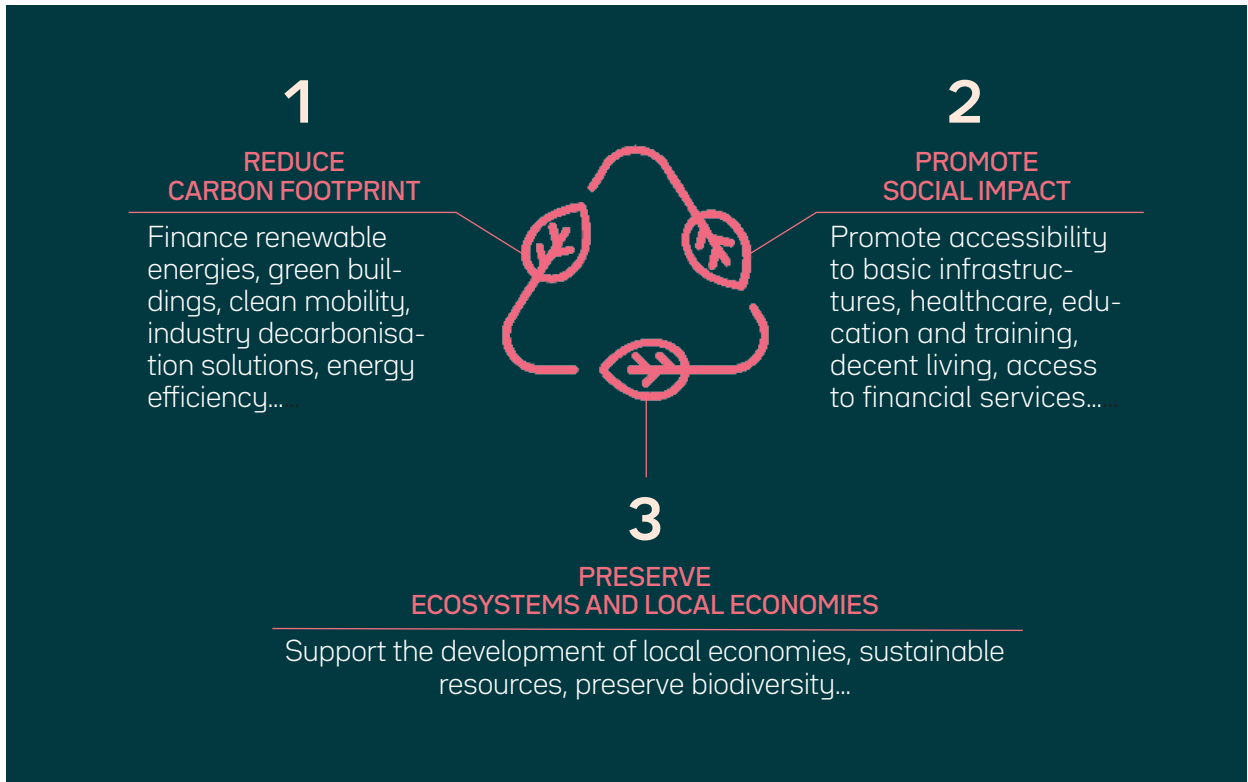 1
REDUCE
CARBON FOOTPRINT
Finance renewable
energies, green buil-
dings, clean mobility,
industry decarbonisa-
tion solutions, energy
efficiency...
2
PROMOTE
SOCIAL IMPACT
Promote accessibility
to basic infrastruc-
tures, healthcare, edu-
cation and training,
decent living, access
to financial services...
3
PRESERVE
ECOSYSTEMS AND LOCAL ECONOMIES
Support the development of local economies, sustainable
resources, preserve biodiversity...